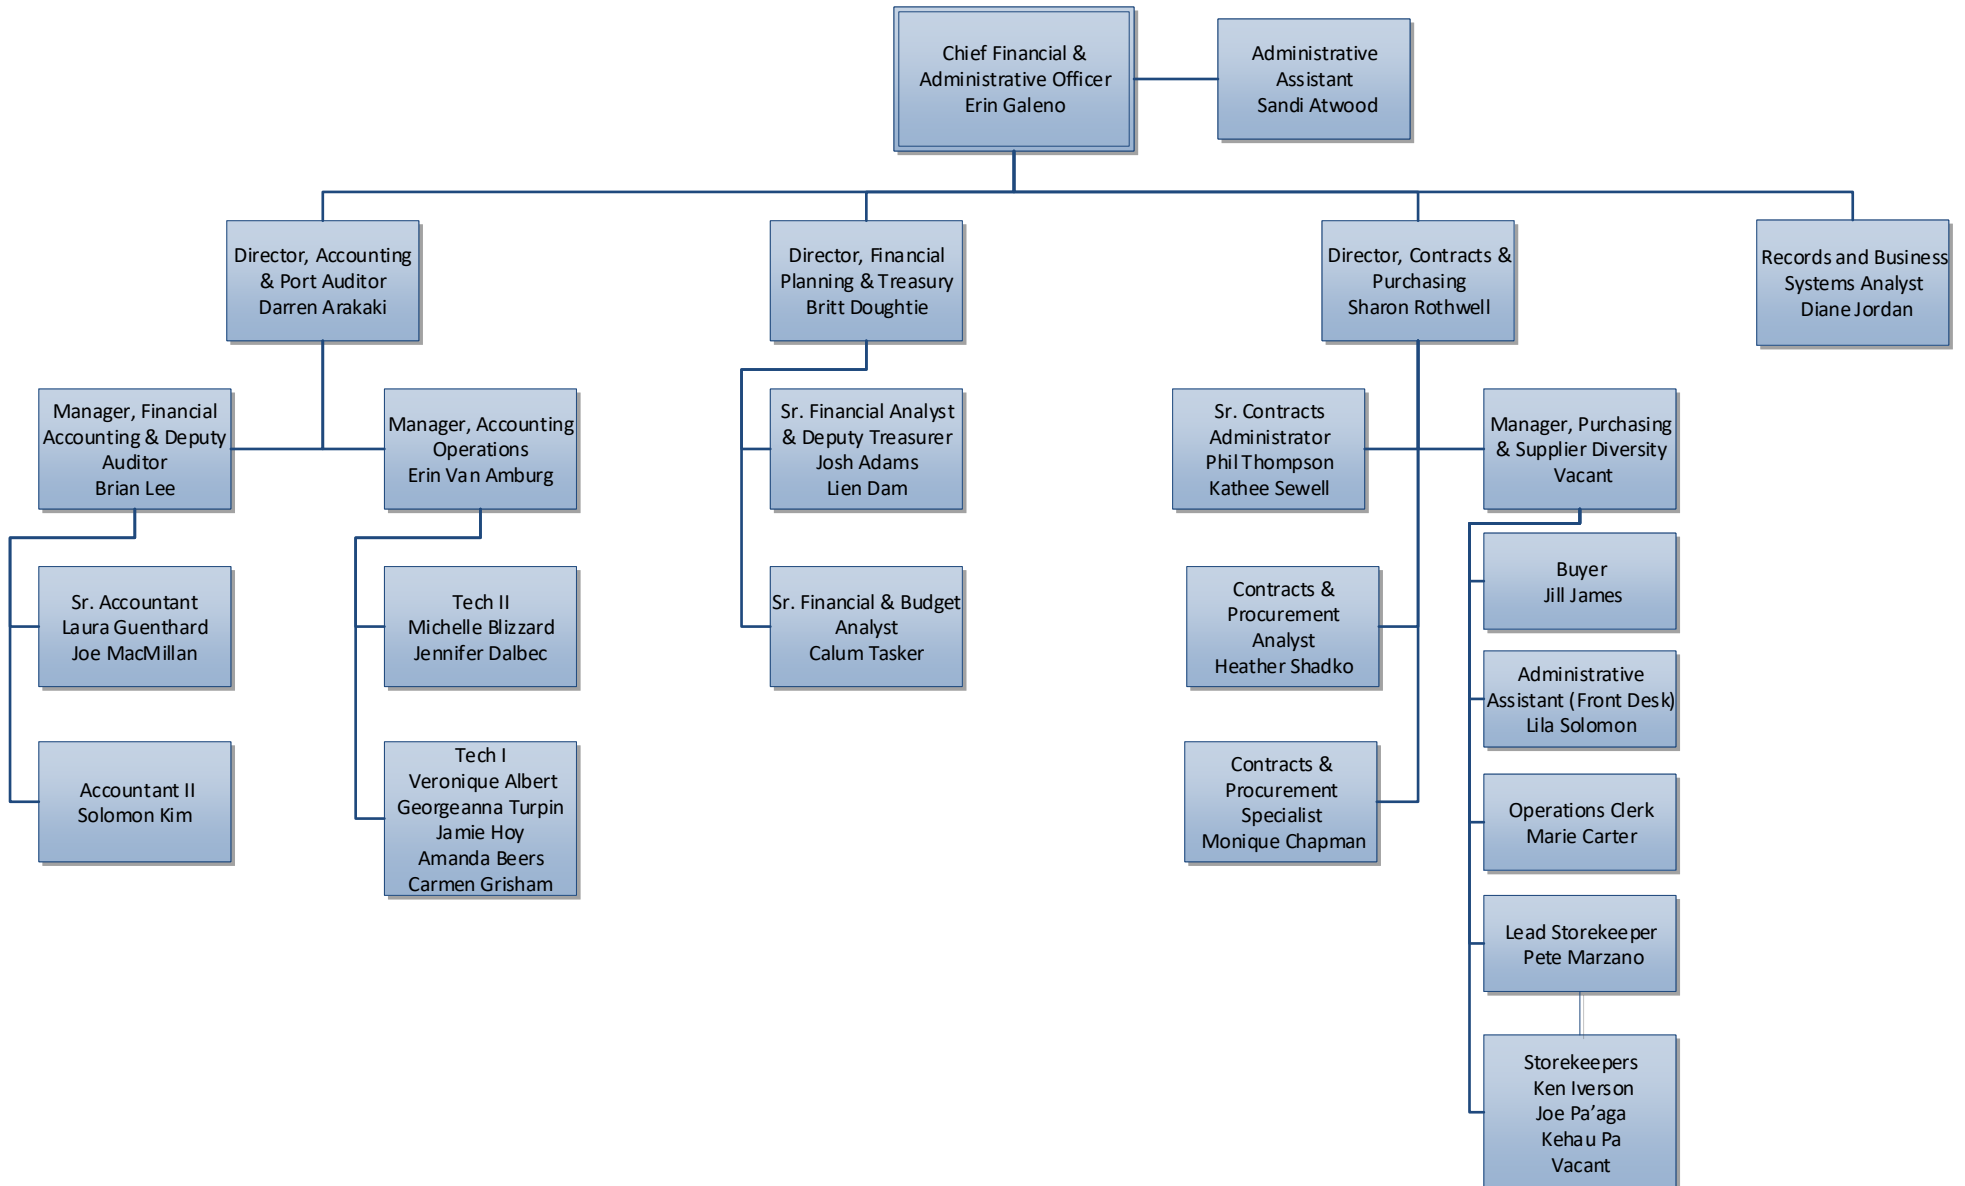 Chief Financial &
Administrative Officer
Erin Galeno
Administrative
Assistant
Sandi Atwood
Director, Accounting
& Port Auditor
Darren Arakaki
Director, Financial
Planning & Treasury
Britt Doughtie
Director, Contracts &
Purchasing
Sharon Rothwell
Records and Business
Systems Analyst
Diane Jordan
Manager, Financial
Accounting & Deputy
Auditor
Brian Lee
Manager, Accounting
Operations
Erin Van Amburg
Sr. Financial Analyst
& Deputy Treasurer
Josh Adams
Lien Dam
Sr. Contracts
Administrator
Phil Thompson
Kathee Sewell
Manager, Purchasing
& Supplier Diversity
Vacant
Sr. Accountant
Laura Guenthard
Joe MacMillan
Tech II
Michelle Blizzard
Jennifer Dalbec
Sr. Financial & Budget
Analyst
Calum Tasker
Contracts &
Procurement
Analyst
Heather Shadko
Buyer
Jill James
Administrative
Assistant (Front Desk)
Lila Solomon
Accountant II
Solomon Kim
Tech I
Veronique Albert
Georgeanna Turpin
Jamie Hoy
Amanda Beers
Carmen Grisham
Contracts &
Procurement
Specialist
Monique Chapman
Operations Clerk
Marie Carter
Lead Storekeeper
Pete Marzano
Storekeepers
Ken Iverson
Joe Pa’aga
Kehau Pa
Vacant